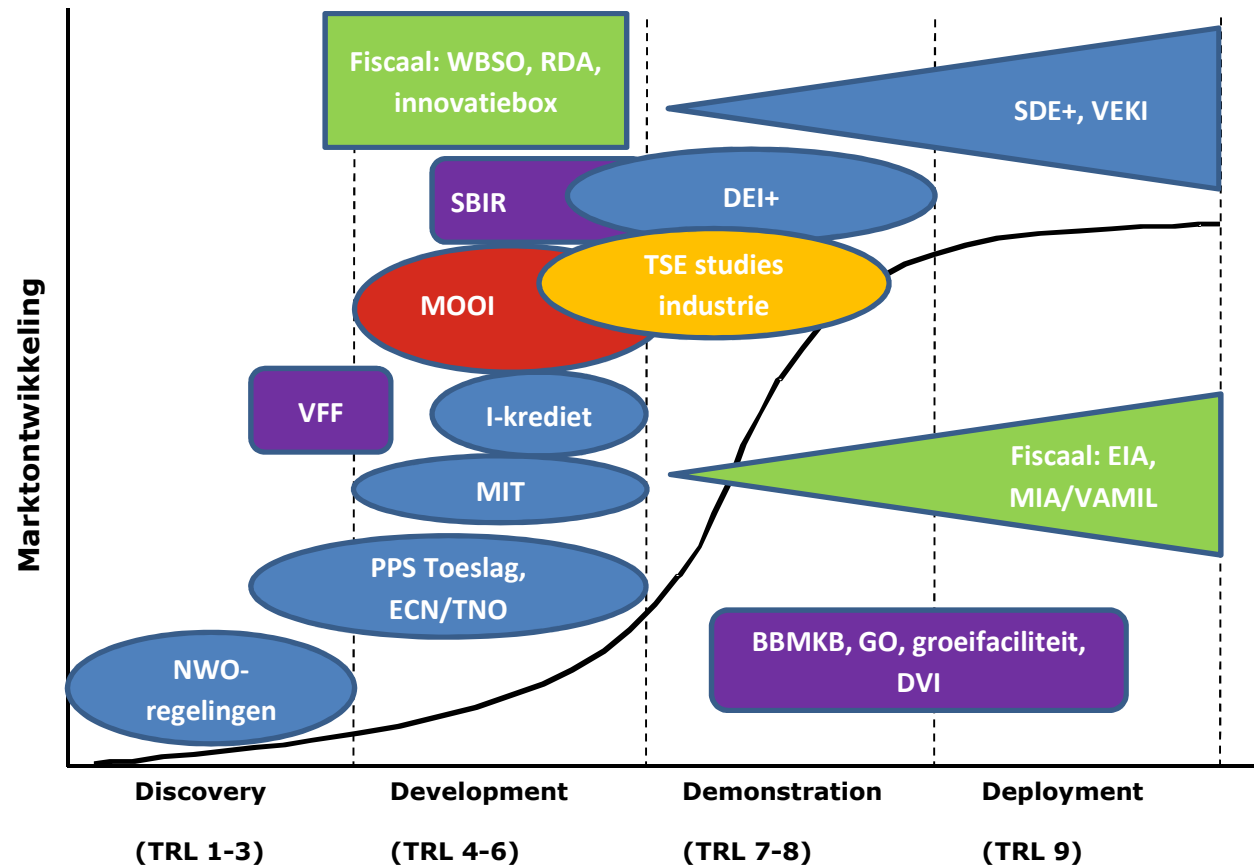 Fiscaal: WBSO, RDA,
innovatiebox
SDE+, VEKI
SBIR
DEI+
TSE studies
industrie
MOOI
VFF
I-krediet
MIT
Fiscaal: EIA,
MIA/VAMIL
PPS Toeslag,
ECN/TNO
BBMKB, GO, groeifaciliteit,
DVI
NWO-
regelingen
Marktontwikkeling
Discovery
Development
Demonstration
Deployment
(TRL 1-3)
(TRL 4-6)
(TRL 7-8)
(TRL 9)